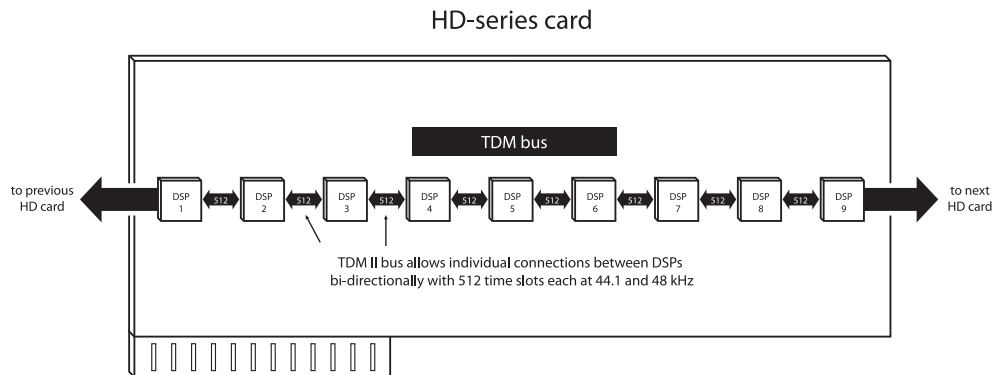 HD-series card
TDM bus
to previous
HD card
DSP
1
512
DSP
2
512
DSP
3
512
DSP
4
512
DSP
5
512
DSP
6
512
DSP
7
512
DSP
8
512
DSP
9
to next
HD card
TDM II bus allows individual connections between DSPs
bi-directionally with 512 time slots each at 44.1 and 48 kHz